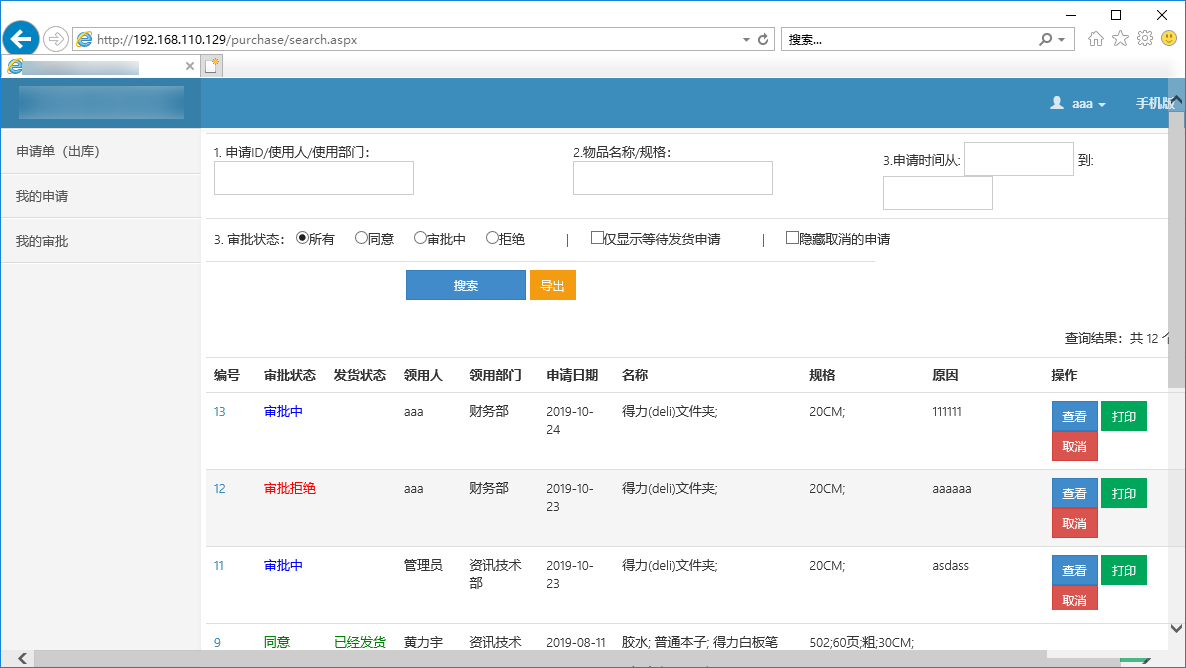 http://192.168.110.129/purchase/search.aspx
搜索...
aaa
手机版
申请单（出库）
我的申请
我的审批
1. 申请ID/使用人/使用部门：
2.物品名称/规格：
3.申请时间从:
到:
3. 审批状态： 所有 同意 审批中 拒绝 | 仅显示等待发货申请 | 隐藏取消的申请
搜索 导出
查询结果：共 12 个
编号 审批状态 发货状态 领用人 领用部门 申请日期 名称 规格 原因 操作
13 审批中 aaa 财务部 2019-10- 得力(deli)文件夹; 20CM; 111111 查看 打印
24
取消
12 审批拒绝 aaa 财务部 2019-10- 得力(deli)文件夹; 20CM; aaaaaa 查看 打印
23
取消
11 审批中 管理员 资讯技术 2019-10- 得力(deli)文件夹; 20CM; asdass 查看 打印
部 23
取消
9 同意 已经发货 黄力宇 资讯技术 2019-08-11 胶水; 普通本子; 得力白板笔 502;60页;粗;30CM;